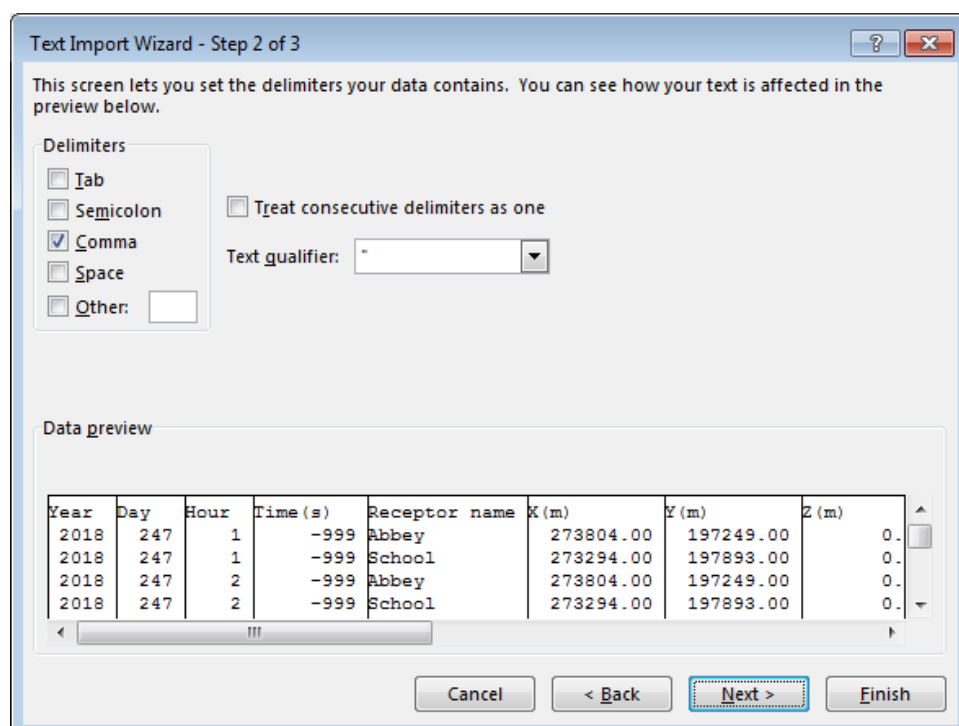 Text Import Wizard - Step 2 of 3
This screen lets you set the delimiters your data contains. You can see how your text is affected in the
preview below.
Delimiters
Tab
Semicolon
Comma
Space
Other:
Treat consecutive delimiters as one
Text qualifier: "
Data preview
Year Day Hour Time(s) Receptor name X(m) Y(m) Z(m)
2018 247 1 -999 Abbey 273804.00 197249.00 0.
2018 247 1 -999 School 273294.00 197893.00 0.
2018 247 2 -999 Abbey 273804.00 197249.00 0.
2018 247 2 -999 School 273294.00 197893.00 0.
Cancel < Back Next > Finish